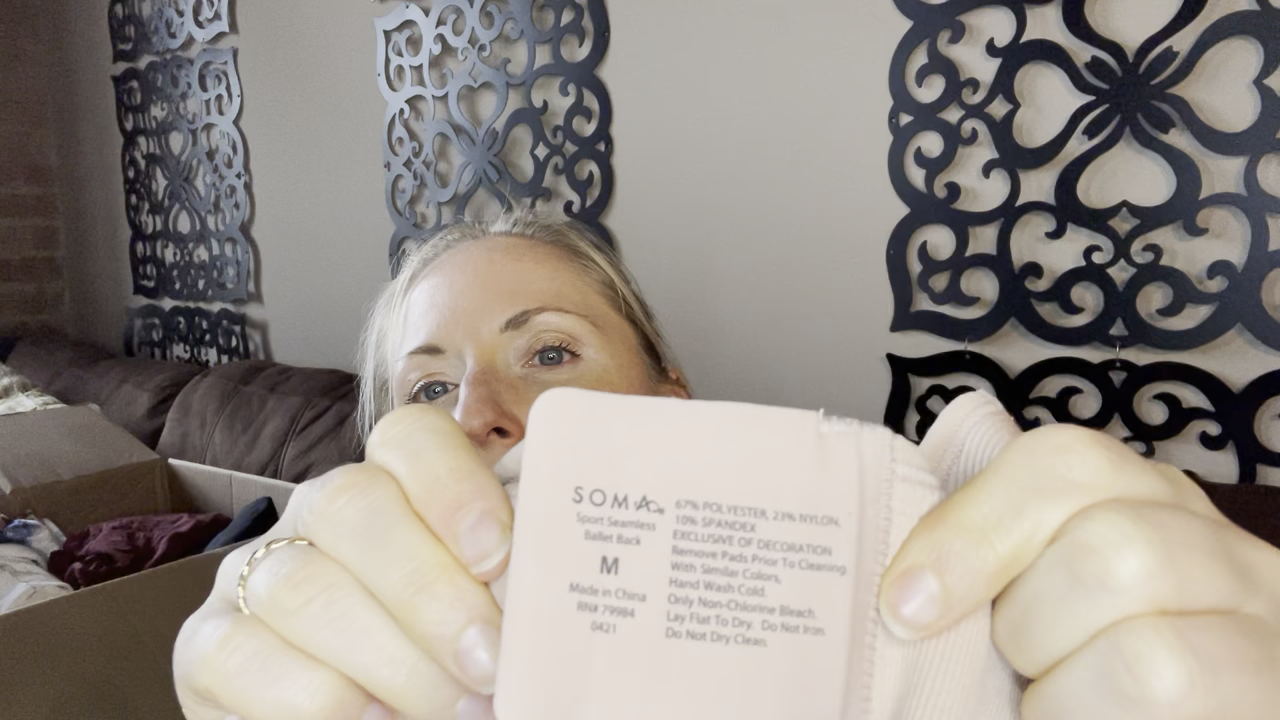 SOMA
Sport Seamless
Ballet Back
M
Made in China
RN# 79984
0421
67% POLYESTER, 23% NYLON,
10% SPANDEX
EXCLUSIVE OF DECORATION
Remove Pads Prior To Cleaning.
With Similar Colors,
Hand Wash Cold.
Only Non-Chlorine Bleach.
Lay Flat To Dry. Do Not Iron.
Do Not Dry Clean.